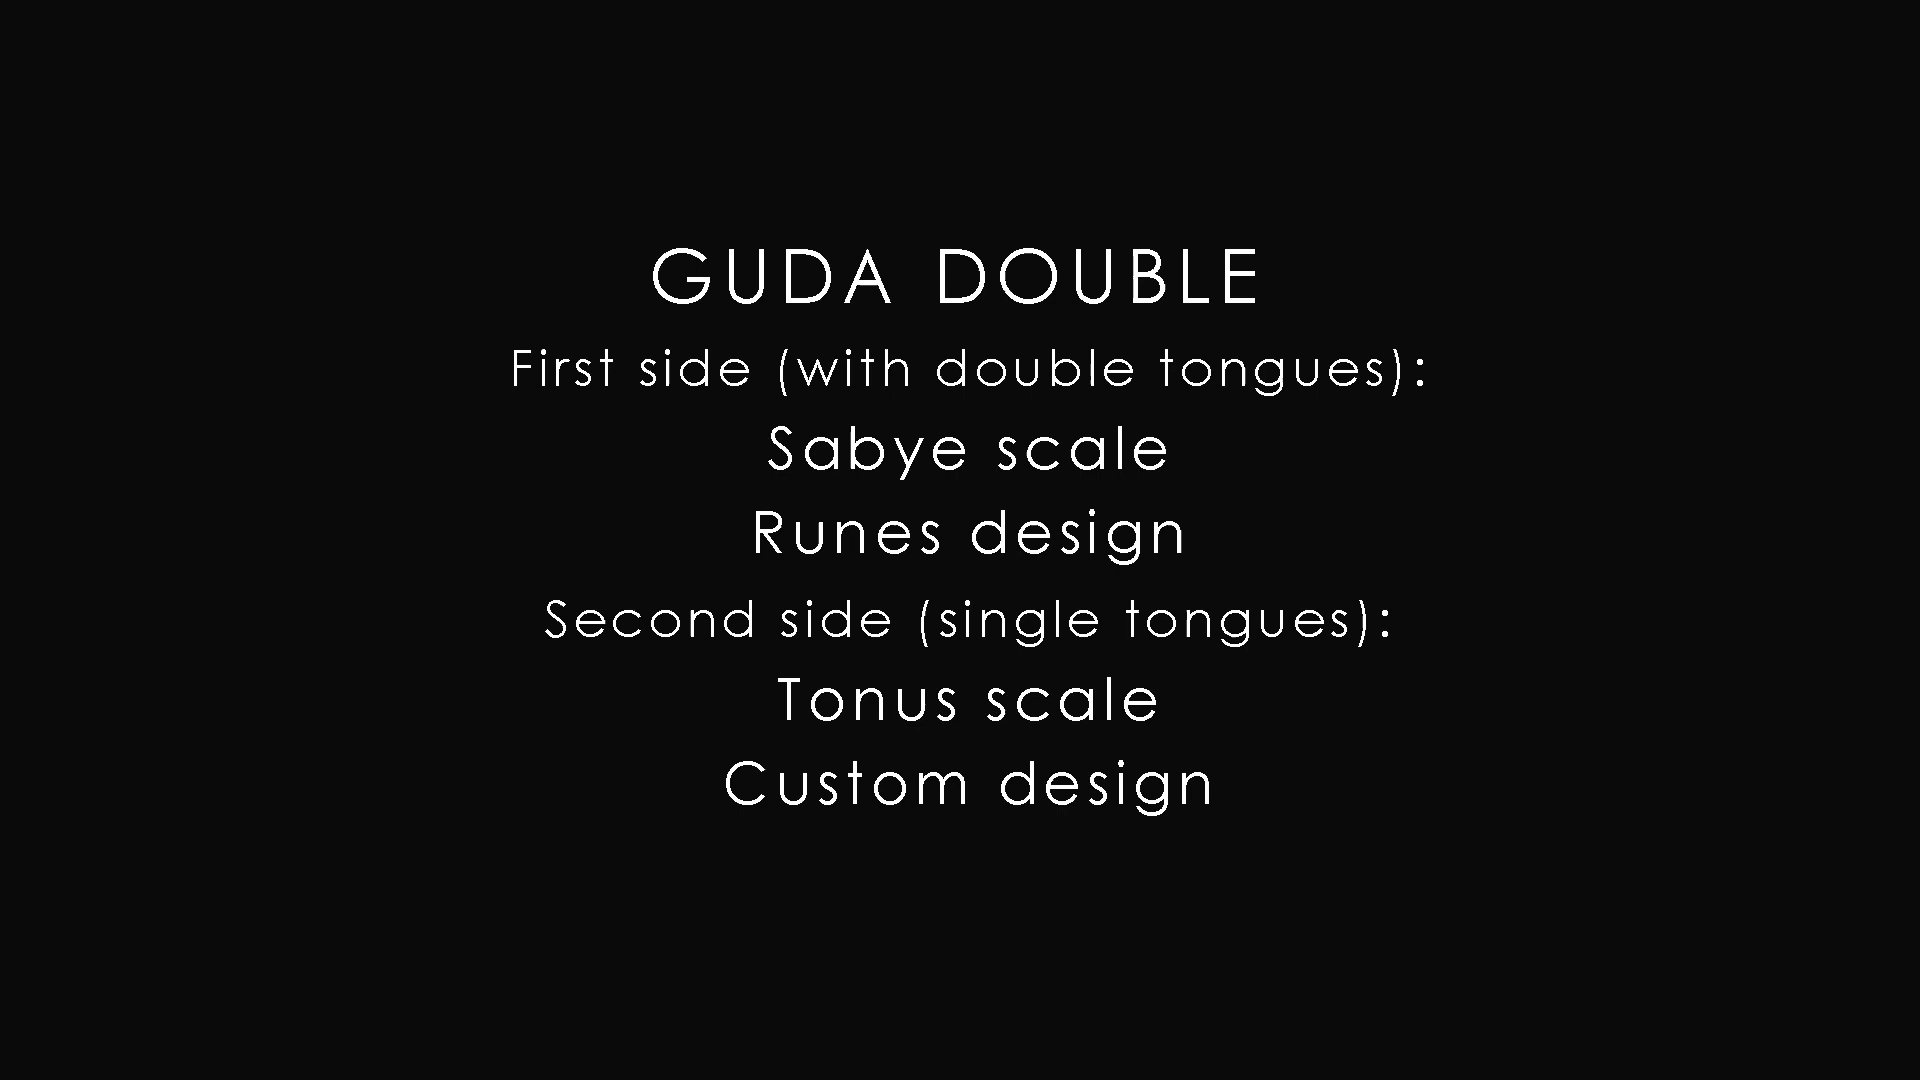 GUDA DOUBLE
First side (with double tongues):
Sabye scale
Runes design
Second side (single tongues):
Tonus scale
Custom design